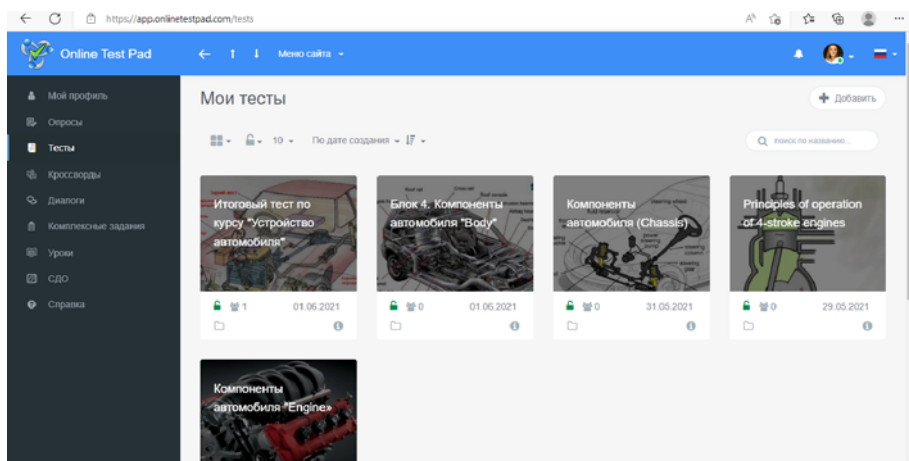 https://app.onlinetestpad.com/tests
Online Test Pad
Меню сайта
Мой профиль
Опросы
Тесты
Кроссворды
Диалоги
Комплексные задания
Уроки
СДО
Справка
Мои тесты
Добавить
10
По дате создания
поиск по названию...
Итоговый тест по
курсу "Устройство
автомобиля"
1
01.06.2021
Блок 4. Компоненты
автомобиля "Body"
0
01.06.2021
Компоненты
автомобиля (Chassis)
0
31.05.2021
Principles of operation
of 4-stroke engines
0
29.05.2021
Компоненты
автомобиля "Engine»